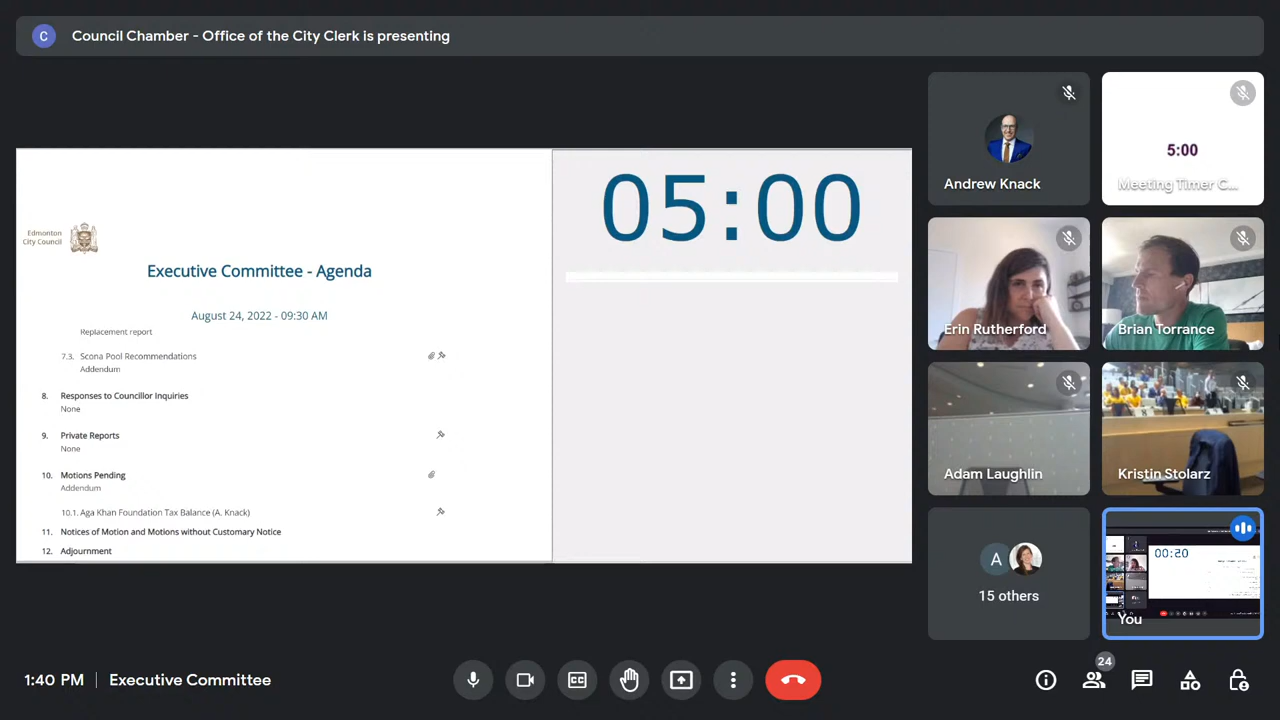 C
Council Chamber - Office of the City Clerk is presenting
Edmonton
City Council
Executive Committee - Agenda
August 24, 2022 - 09:30 AM
Replacement report
7.3. Scona Pool Recommendations
Addendum
8. Responses to Councillor Inquiries
None
9. Private Reports
None
10. Motions Pending
Addendum
10.1. Aga Khan Foundation Tax Balance (A. Knack)
11. Notices of Motion and Motions without Customary Notice
12. Adjournment
05:00
Andrew Knack
5:00
Meeting Timer C...
Erin Rutherford
Brian Torrance
Adam Laughlin
Kristin Stolarz
A
15 others
00:20
You
1:40 PM | Executive Committee
24